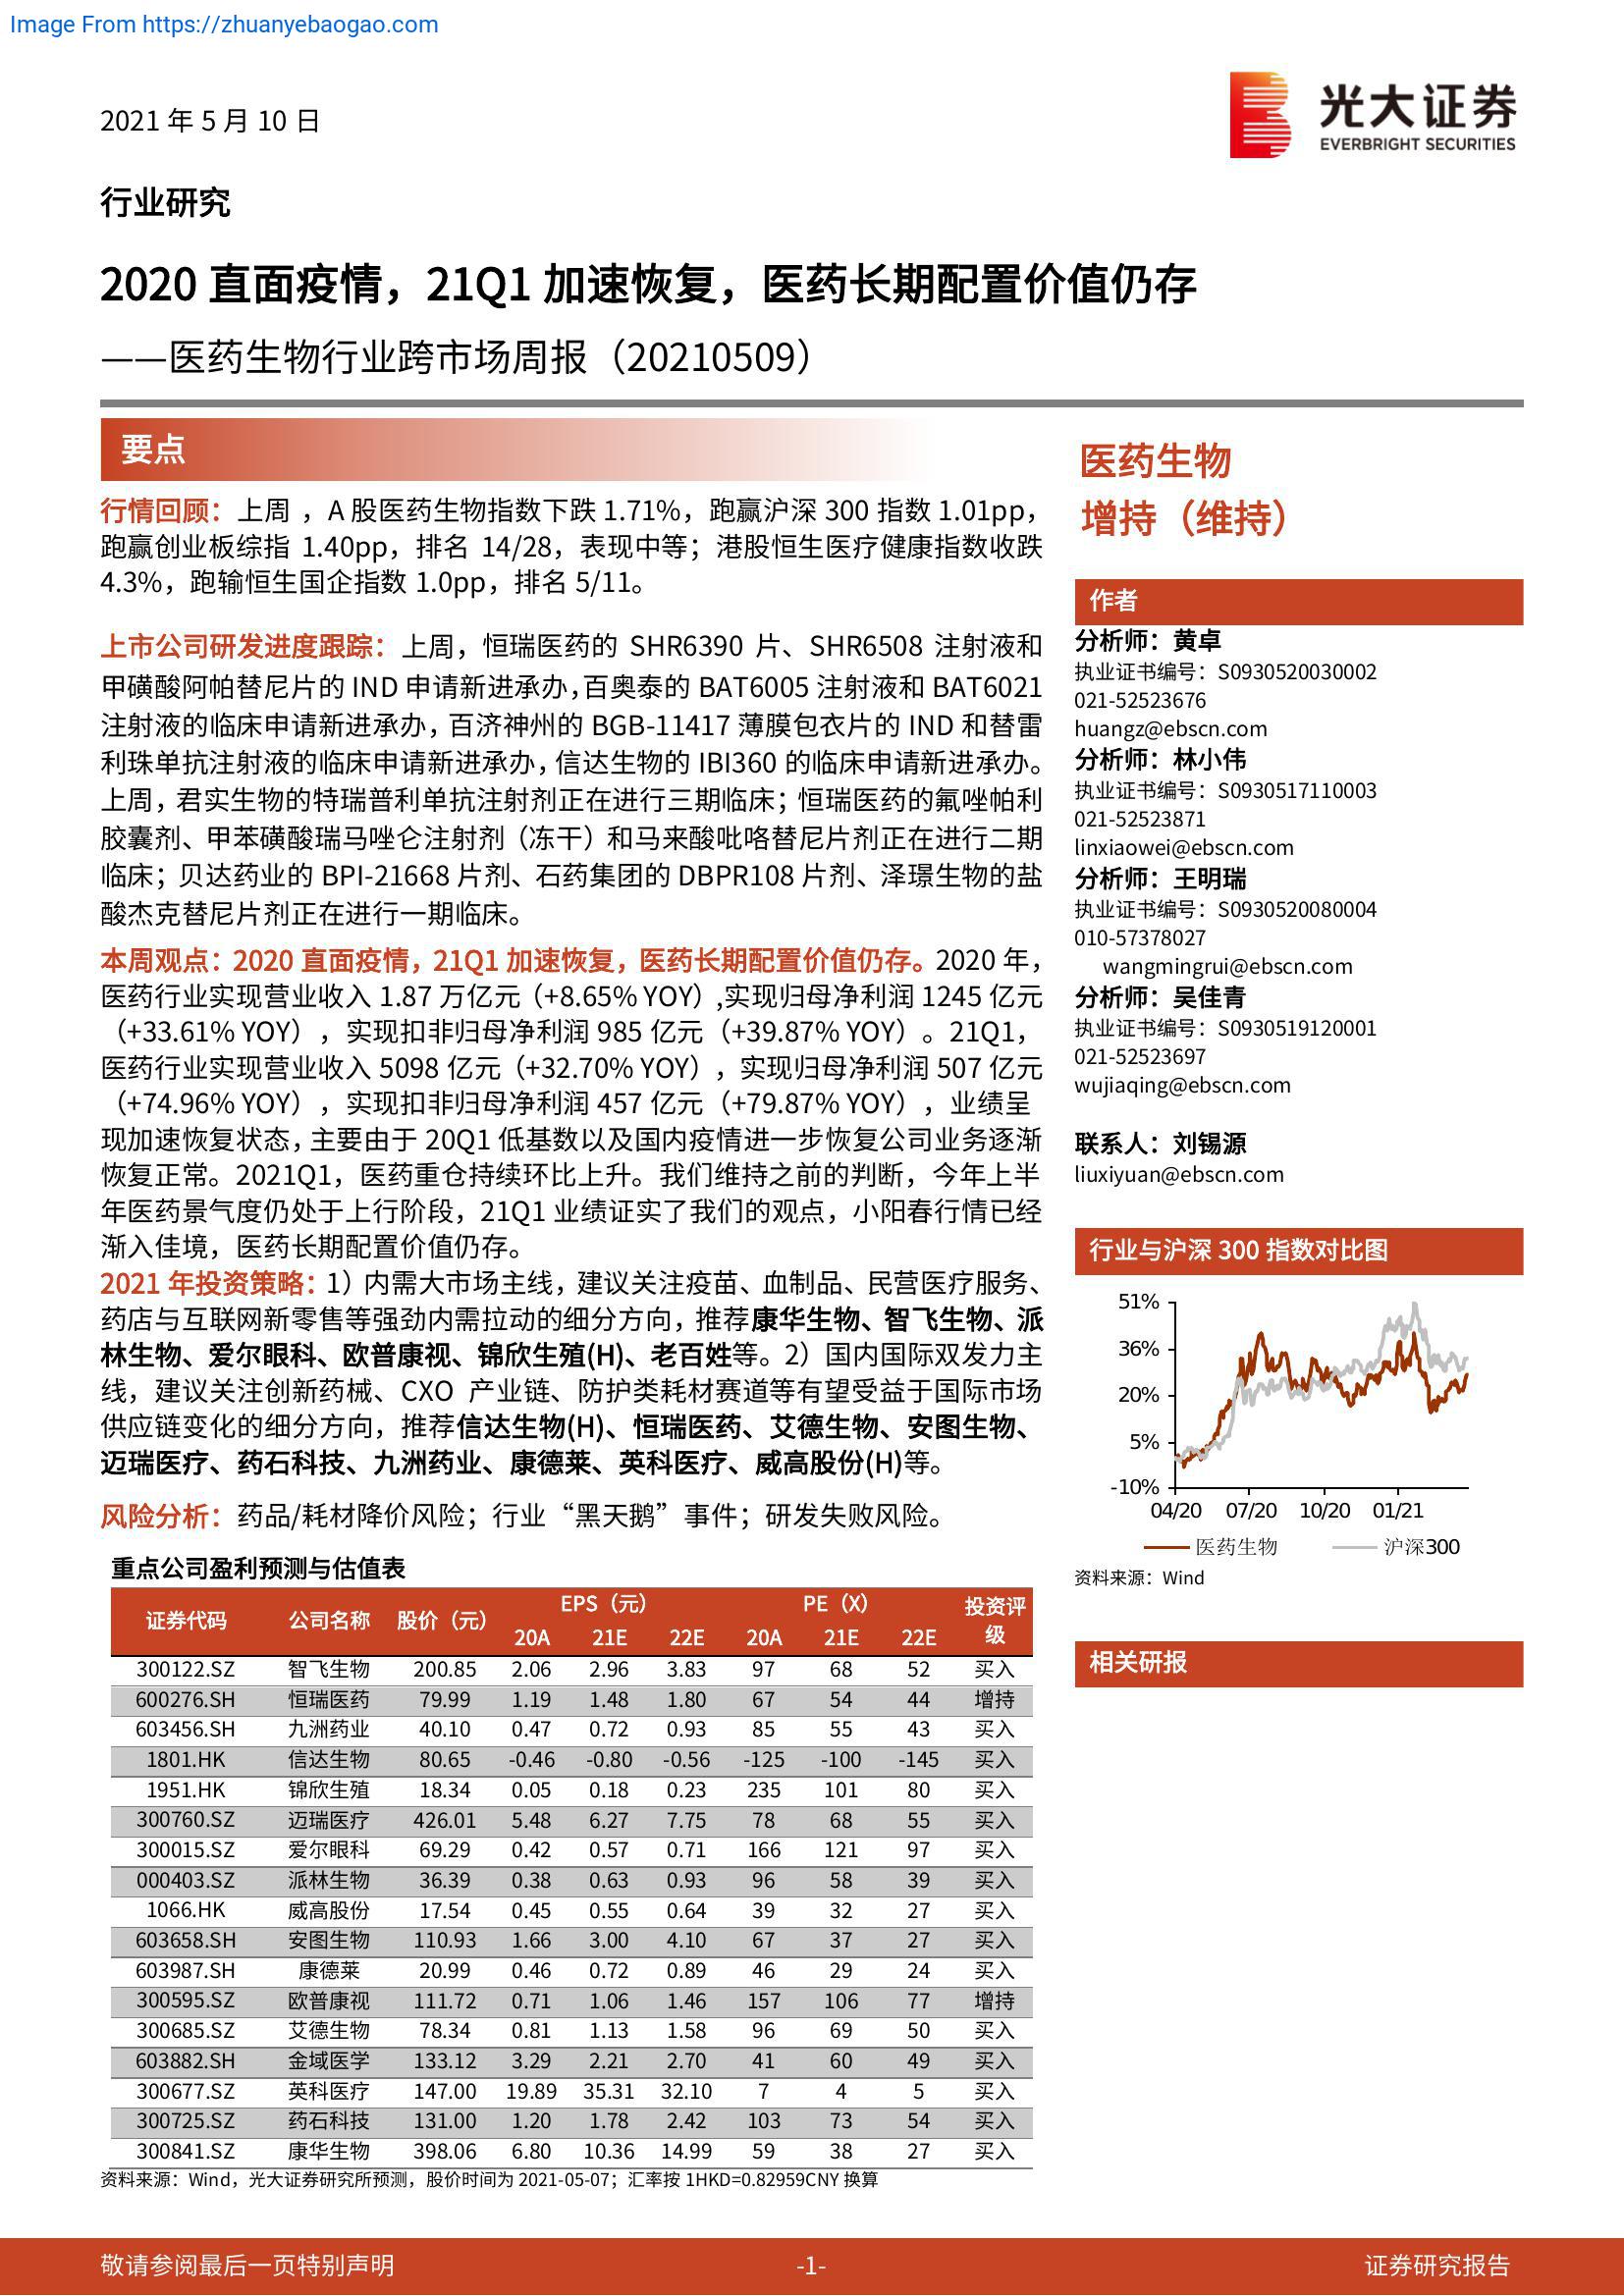 Image From https://zhuanyebaogao.com
2021 年 5 月 10 日
光大证券
EVERBRIGHT SECURITIES
行业研究
2020 直面疫情，21Q1 加速恢复，医药长期配置价值仍存
——医药生物行业跨市场周报（20210509）
要点
行情回顾：上周 ，A 股医药生物指数下跌 1.71%，跑赢沪深 300 指数 1.01pp，
跑赢创业板综指 1.40pp，排名 14/28，表现中等；港股恒生医疗健康指数收跌
4.3%，跑输恒生国企指数 1.0pp，排名 5/11。
上市公司研发进度跟踪：上周，恒瑞医药的 SHR6390 片、SHR6508 注射液和
甲磺酸阿帕替尼片的 IND 申请新进承办，百奥泰的 BAT6005 注射液和 BAT6021
注射液的临床申请新进承办，百济神州的 BGB-11417 薄膜包衣片的 IND 和替雷
利珠单抗注射液的临床申请新进承办，信达生物的 IBI360 的临床申请新进承办。
上周，君实生物的特瑞普利单抗注射剂正在进行三期临床；恒瑞医药的氟唑帕利
胶囊剂、甲苯磺酸瑞马唑仑注射剂（冻干）和马来酸吡咯替尼片剂正在进行二期
临床；贝达药业的 BPI-21668 片剂、石药集团的 DBPR108 片剂、泽璟生物的盐
酸杰克替尼片剂正在进行一期临床。
本周观点：2020 直面疫情，21Q1 加速恢复，医药长期配置价值仍存。2020 年，
医药行业实现营业收入 1.87 万亿元（+8.65% YOY）,实现归母净利润 1245 亿元
（+33.61% YOY），实现扣非归母净利润 985 亿元（+39.87% YOY）。21Q1，
医药行业实现营业收入 5098 亿元（+32.70% YOY），实现归母净利润 507 亿元
（+74.96% YOY），实现扣非归母净利润 457 亿元（+79.87% YOY），业绩呈
现加速恢复状态，主要由于 20Q1 低基数以及国内疫情进一步恢复公司业务逐渐
恢复正常。2021Q1，医药重仓持续环比上升。我们维持之前的判断，今年上半
年医药景气度仍处于上行阶段，21Q1 业绩证实了我们的观点，小阳春行情已经
渐入佳境，医药长期配置价值仍存。
2021 年投资策略：1）内需大市场主线，建议关注疫苗、血制品、民营医疗服务、
药店与互联网新零售等强劲内需拉动的细分方向，推荐康华生物、智飞生物、派
林生物、爱尔眼科、欧普康视、锦欣生殖(H)、老百姓等。2）国内国际双发力主
线，建议关注创新药械、CXO 产业链、防护类耗材赛道等有望受益于国际市场
供应链变化的细分方向，推荐信达生物(H)、恒瑞医药、艾德生物、安图生物、
迈瑞医疗、药石科技、九洲药业、康德莱、英科医疗、威高股份(H)等。
风险分析：药品/耗材降价风险；行业“黑天鹅”事件；研发失败风险。
重点公司盈利预测与估值表
证券代码 公司名称 股价（元） EPS（元） PE（X） 投资评级
20A 21E 22E 20A 21E 22E
300122.SZ 智飞生物 200.85 2.06 2.96 3.83 97 68 52 买入
600276.SH 恒瑞医药 79.99 1.19 1.48 1.80 67 54 44 增持
603456.SH 九洲药业 40.10 0.47 0.72 0.93 85 55 43 买入
1801.HK 信达生物 80.65 -0.46 -0.80 -0.56 -125 -100 -145 买入
1951.HK 锦欣生殖 18.34 0.05 0.18 0.23 235 101 80 买入
300760.SZ 迈瑞医疗 426.01 5.48 6.27 7.75 78 68 55 买入
300015.SZ 爱尔眼科 69.29 0.42 0.57 0.71 166 121 97 买入
000403.SZ 派林生物 36.39 0.38 0.63 0.93 96 58 39 买入
1066.HK 威高股份 17.54 0.45 0.55 0.64 39 32 27 买入
603658.SH 安图生物 110.93 1.66 3.00 4.10 67 37 27 买入
603987.SH 康德莱 20.99 0.46 0.72 0.89 46 29 24 买入
300595.SZ 欧普康视 111.72 0.71 1.06 1.46 157 106 77 增持
300685.SZ 艾德生物 78.34 0.81 1.13 1.58 96 69 50 买入
603882.SH 金域医学 133.12 3.29 2.21 2.70 41 60 49 买入
300677.SZ 英科医疗 147.00 19.89 35.31 32.10 7 4 5 买入
300725.SZ 药石科技 131.00 1.20 1.78 2.42 103 73 54 买入
300841.SZ 康华生物 398.06 6.80 10.36 14.99 59 38 27 买入
资料来源：Wind，光大证券研究所预测，股价时间为 2021-05-07；汇率按 1HKD=0.82959CNY 换算
医药生物
增持（维持）
作者
分析师：黄卓
执业证书编号：S0930520030002
021-52523676
huangz@ebscn.com
分析师：林小伟
执业证书编号：S0930517110003
021-52523871
linxiaowei@ebscn.com
分析师：王明瑞
执业证书编号：S0930520080004
010-57378027
wangmingrui@ebscn.com
分析师：吴佳青
执业证书编号：S0930519120001
021-52523697
wujiaqing@ebscn.com
联系人：刘锡源
liuxiyuan@ebscn.com
行业与沪深 300 指数对比图
51%
36%
20%
5%
-10%
04/20 07/20 10/20 01/21
医药生物 沪深300
资料来源：Wind
相关研报
敬请参阅最后一页特别声明 -1- 证券研究报告